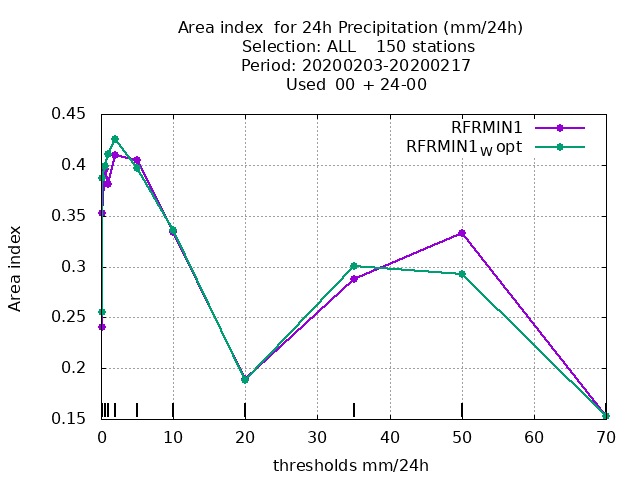 Area index  for 24h Precipitation (mm/24h)
Selection: ALL    150 stations
Period: 20200203-20200217
Used  00 + 24-00
RFRMIN1
RFRMIN1W opt
0.45
0.4
0.35
0.3
0.25
0.2
0.15
Area index
0 10 20 30 40 50 60 70
thresholds mm/24h